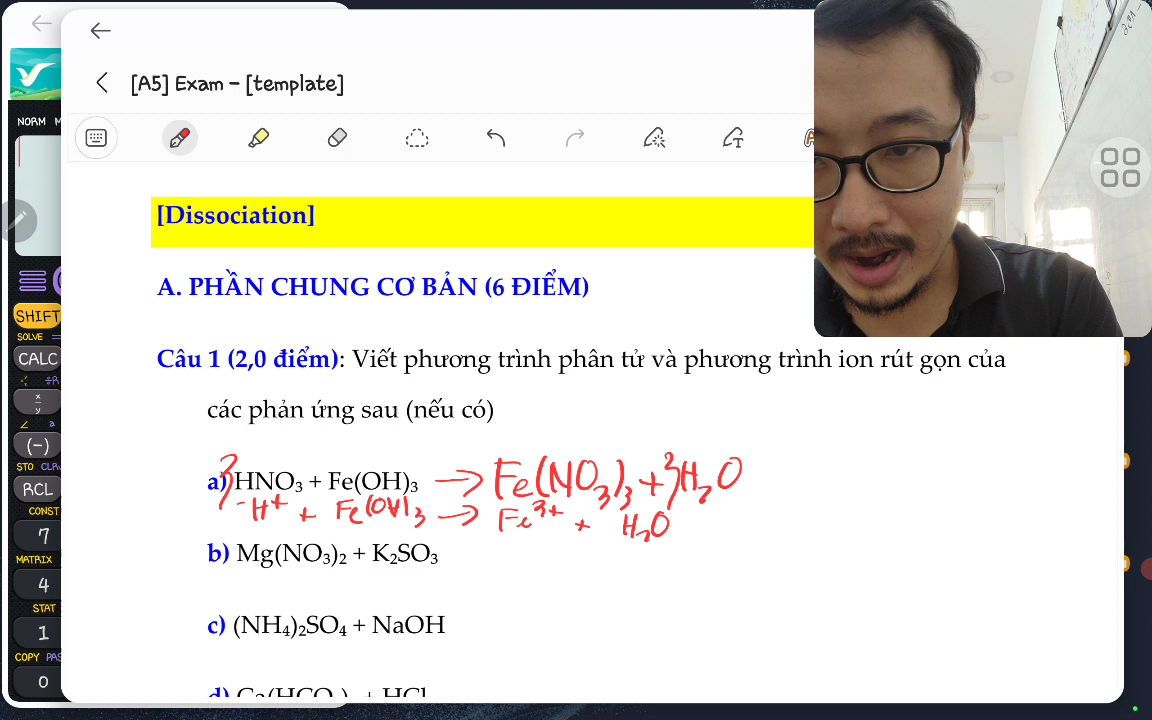 [A5] Exam – [template]
NORM M
[Dissociation]
A. PHẦN CHUNG CƠ BẢN (6 ĐIỂM)
SHIFT
SOLVE =
CALC
Câu 1 (2,0 điểm): Viết phương trình phân tử và phương trình ion rút gọn của
các phản ứng sau (nếu có)
x
y
(−)
STO CLRv
RCL
a) 3HNO₃ + Fe(OH)₃ → Fe(NO₃)₃ + 3H₂O
H⁺ + Fe(OH)₃ → Fe³⁺ + H₂O
CONST
7
b) Mg(NO₃)₂ + K₂SO₃
MATRIX
4
STAT
c) (NH₄)₂SO₄ + NaOH
1
COPY PAS
0